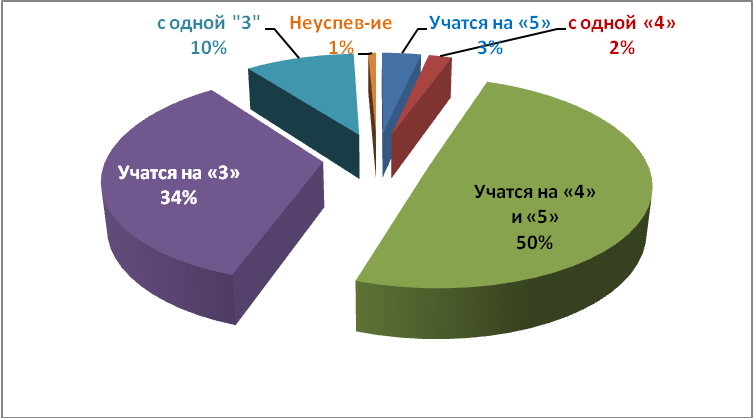 с одной "3"
10%
Неуспев-ие
1%
Учатся на «5»
3%
с одной «4»
2%
Учатся на «3»
34%
Учатся на «4»
и «5»
50%